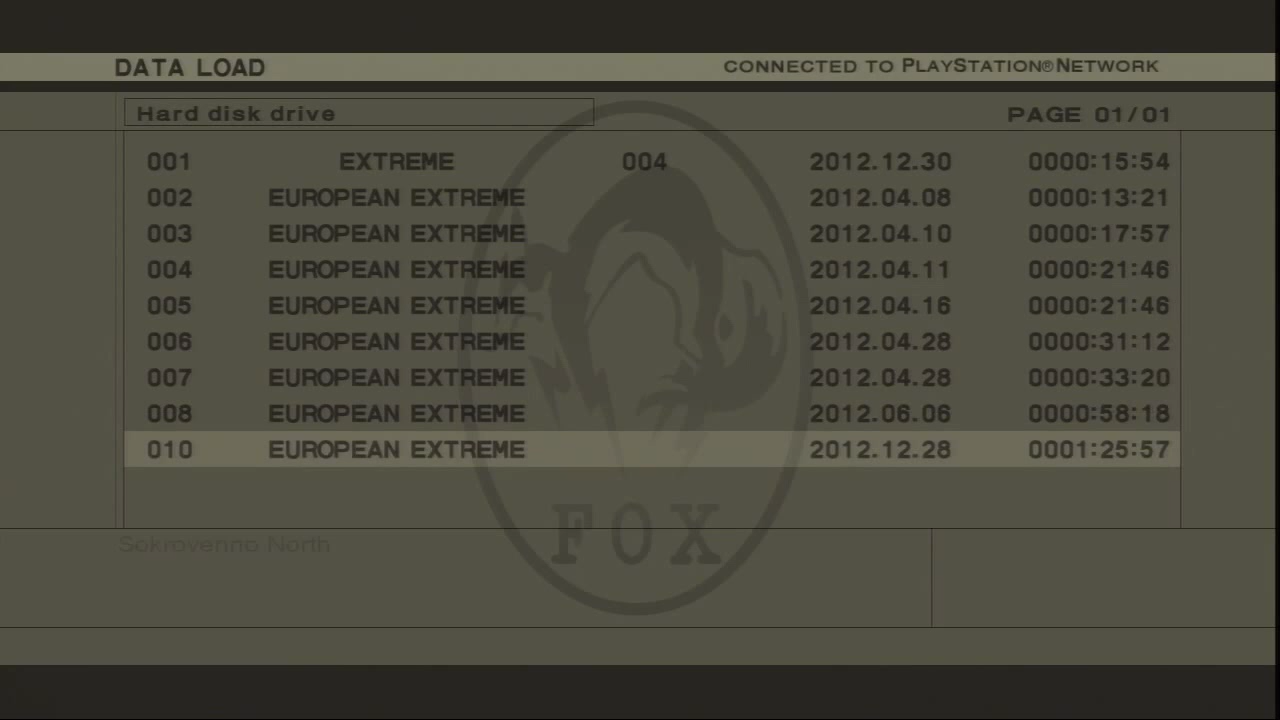 DATA LOAD CONNECTED TO PLAYSTATION®NETWORK
Hard disk drive PAGE 01/01
001 EXTREME 004 2012.12.30 0000:15:54
002 EUROPEAN EXTREME 2012.04.08 0000:13:21
003 EUROPEAN EXTREME 2012.04.10 0000:17:57
004 EUROPEAN EXTREME 2012.04.11 0000:21:46
005 EUROPEAN EXTREME 2012.04.16 0000:21:46
006 EUROPEAN EXTREME 2012.04.28 0000:31:12
007 EUROPEAN EXTREME 2012.04.28 0000:33:20
008 EUROPEAN EXTREME 2012.06.06 0000:58:18
010 EUROPEAN EXTREME 2012.12.28 0001:25:57
FOX
Sokrovenno North